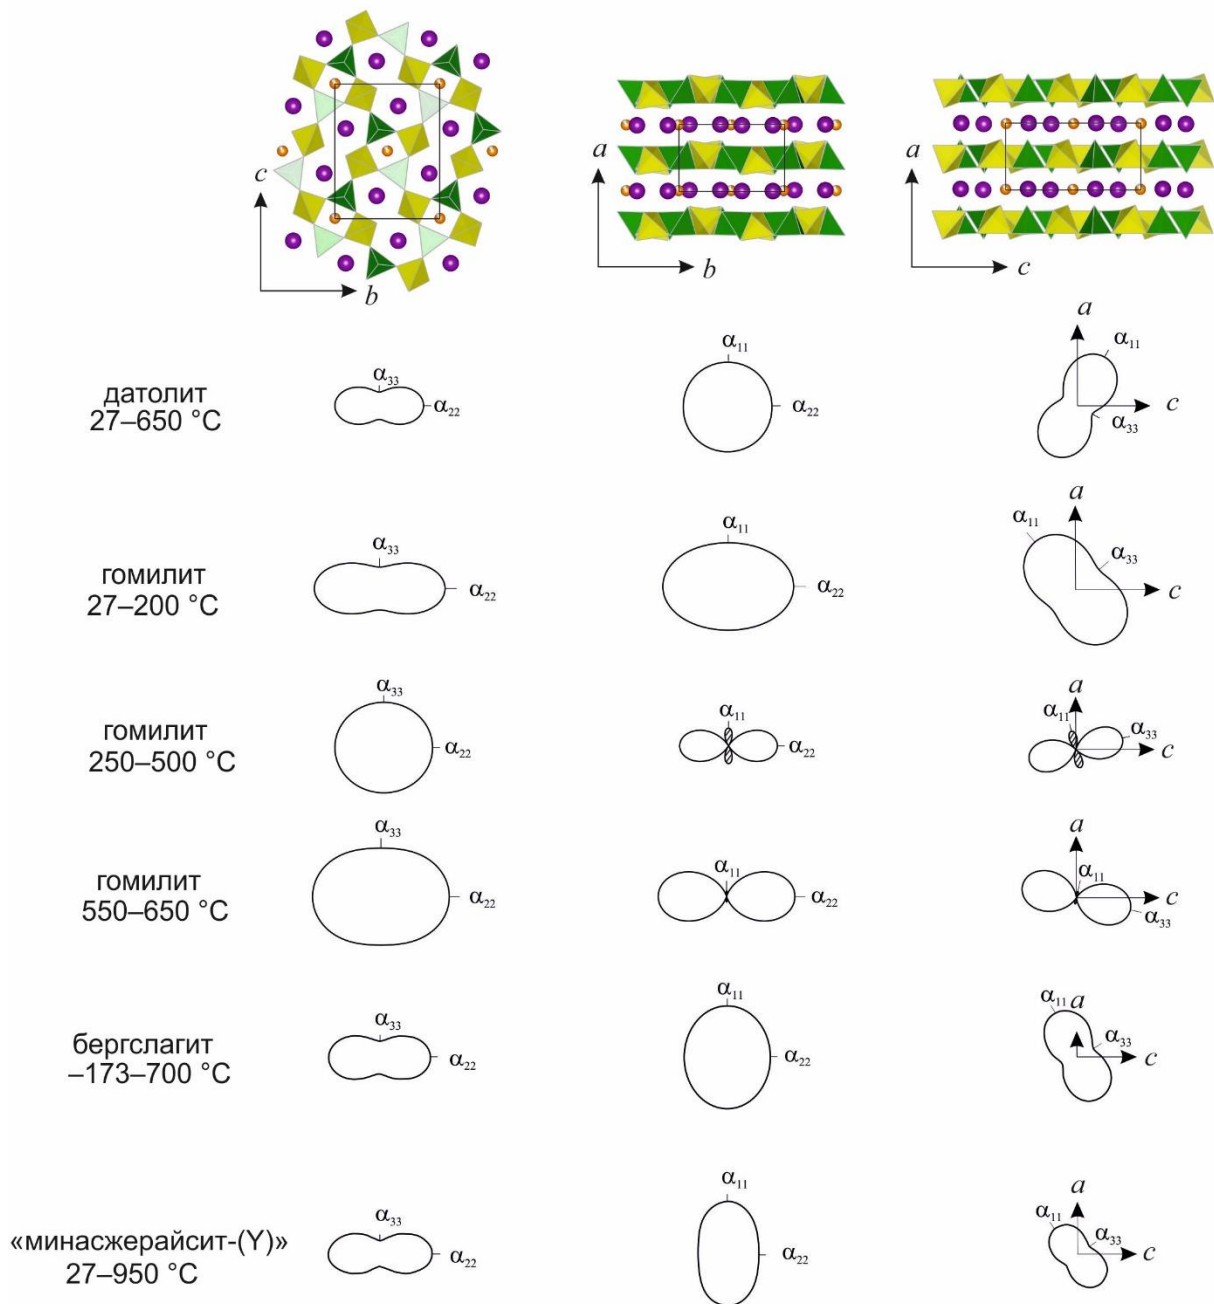 c
b
a
b
a
c
датолит
27–650 °C
α33
α22
α11
α22
a
α11
c
α33
гомилит
27–200 °C
α33
α22
α11
α22
a
α11
α33
c
гомилит
250–500 °C
α33
α22
α11
α22
a
α11
α33
c
гомилит
550–650 °C
α33
α22
α11
α22
a
α11
c
α33
бергслагит
–173–700 °C
α33
α22
α11
α22
α11
a
α33
c
«минасжерайсит-(Y)»
27–950 °C
α33
α22
α11
α22
a
α11
α33
c